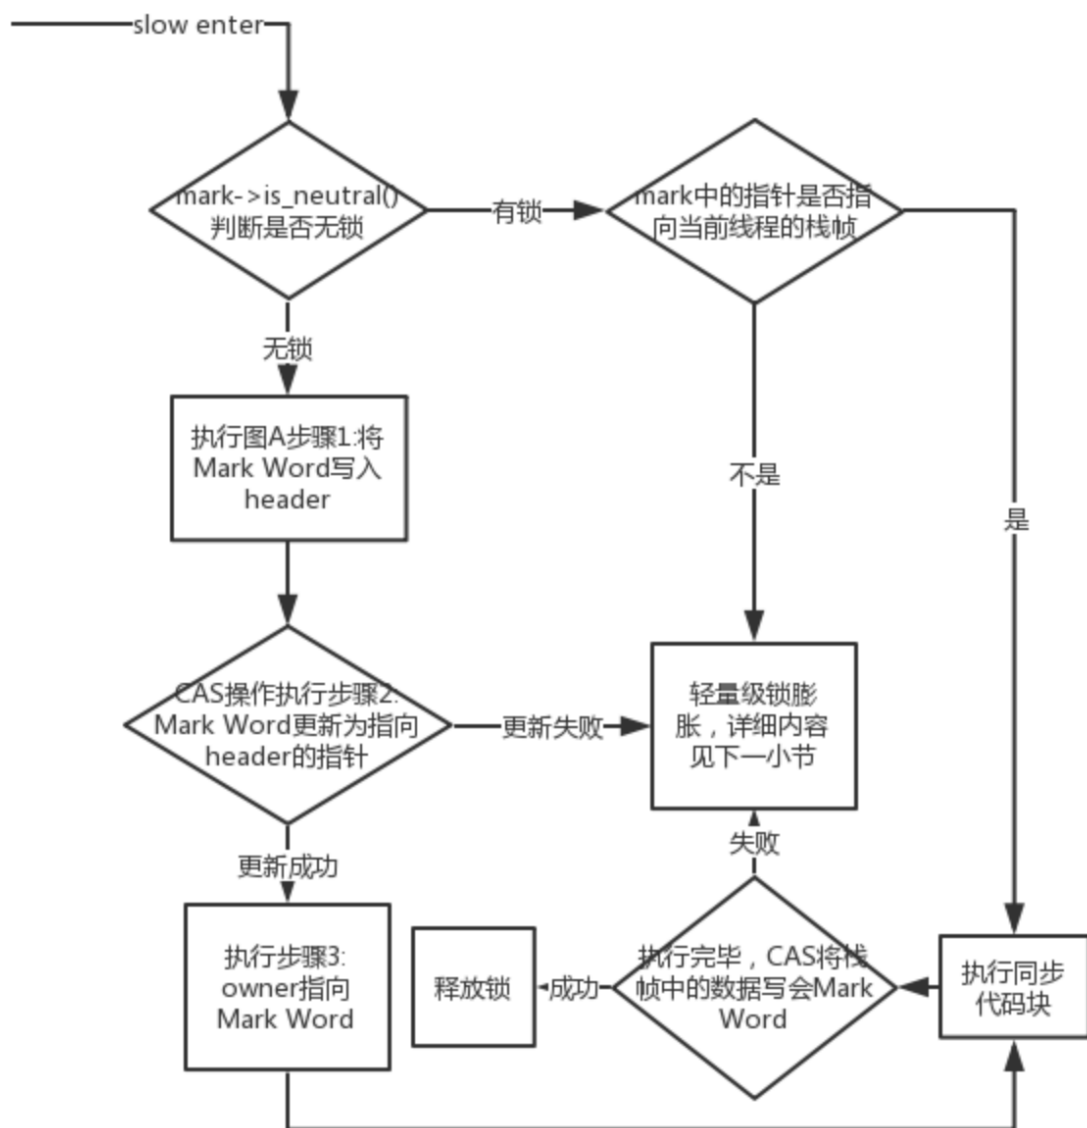 slow enter
mark->is_neutral()
判断是否无锁
有锁
mark中的指针是否指
向当前线程的栈帧
无锁
执行图A步骤1:将
Mark Word写入
header
不是
是
CAS操作执行步骤2:
Mark Word更新为指向
header的指针
更新失败
轻量级锁膨
胀，详细内容
见下一小节
更新成功
失败
执行步骤3:
owner指向
Mark Word
释放锁
成功
执行完毕，CAS将栈
帧中的数据写会Mark
Word
执行同步
代码块